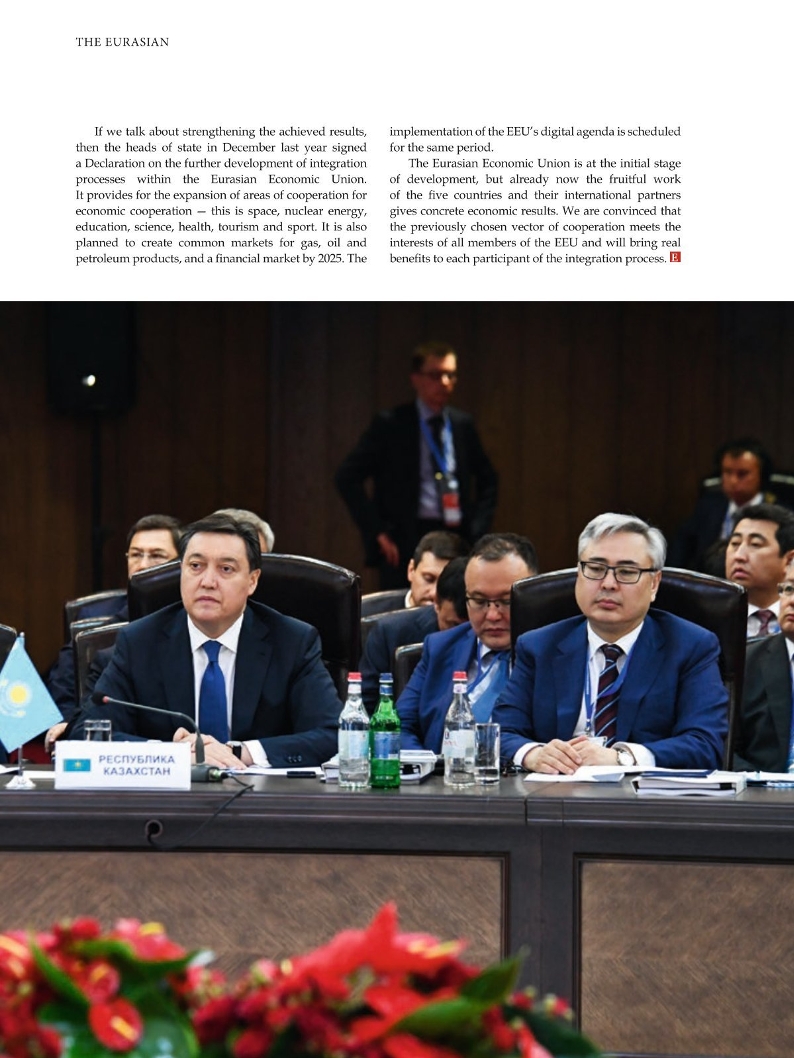 THE EURASIAN
If we talk about strengthening the achieved results,
then the heads of state in December last year signed
a Declaration on the further development of integration
processes within the Eurasian Economic Union.
It provides for the expansion of areas of cooperation for
economic cooperation — this is space, nuclear energy,
education, science, health, tourism and sport. It is also
planned to create common markets for gas, oil and
petroleum products, and a financial market by 2025. The
implementation of the EEU’s digital agenda is scheduled
for the same period.
The Eurasian Economic Union is at the initial stage
of development, but already now the fruitful work
of the five countries and their international partners
gives concrete economic results. We are convinced that
the previously chosen vector of cooperation meets the
interests of all members of the EEU and will bring real
benefits to each participant of the integration process. E
РЕСПУБЛИКА
КАЗАХСТАН